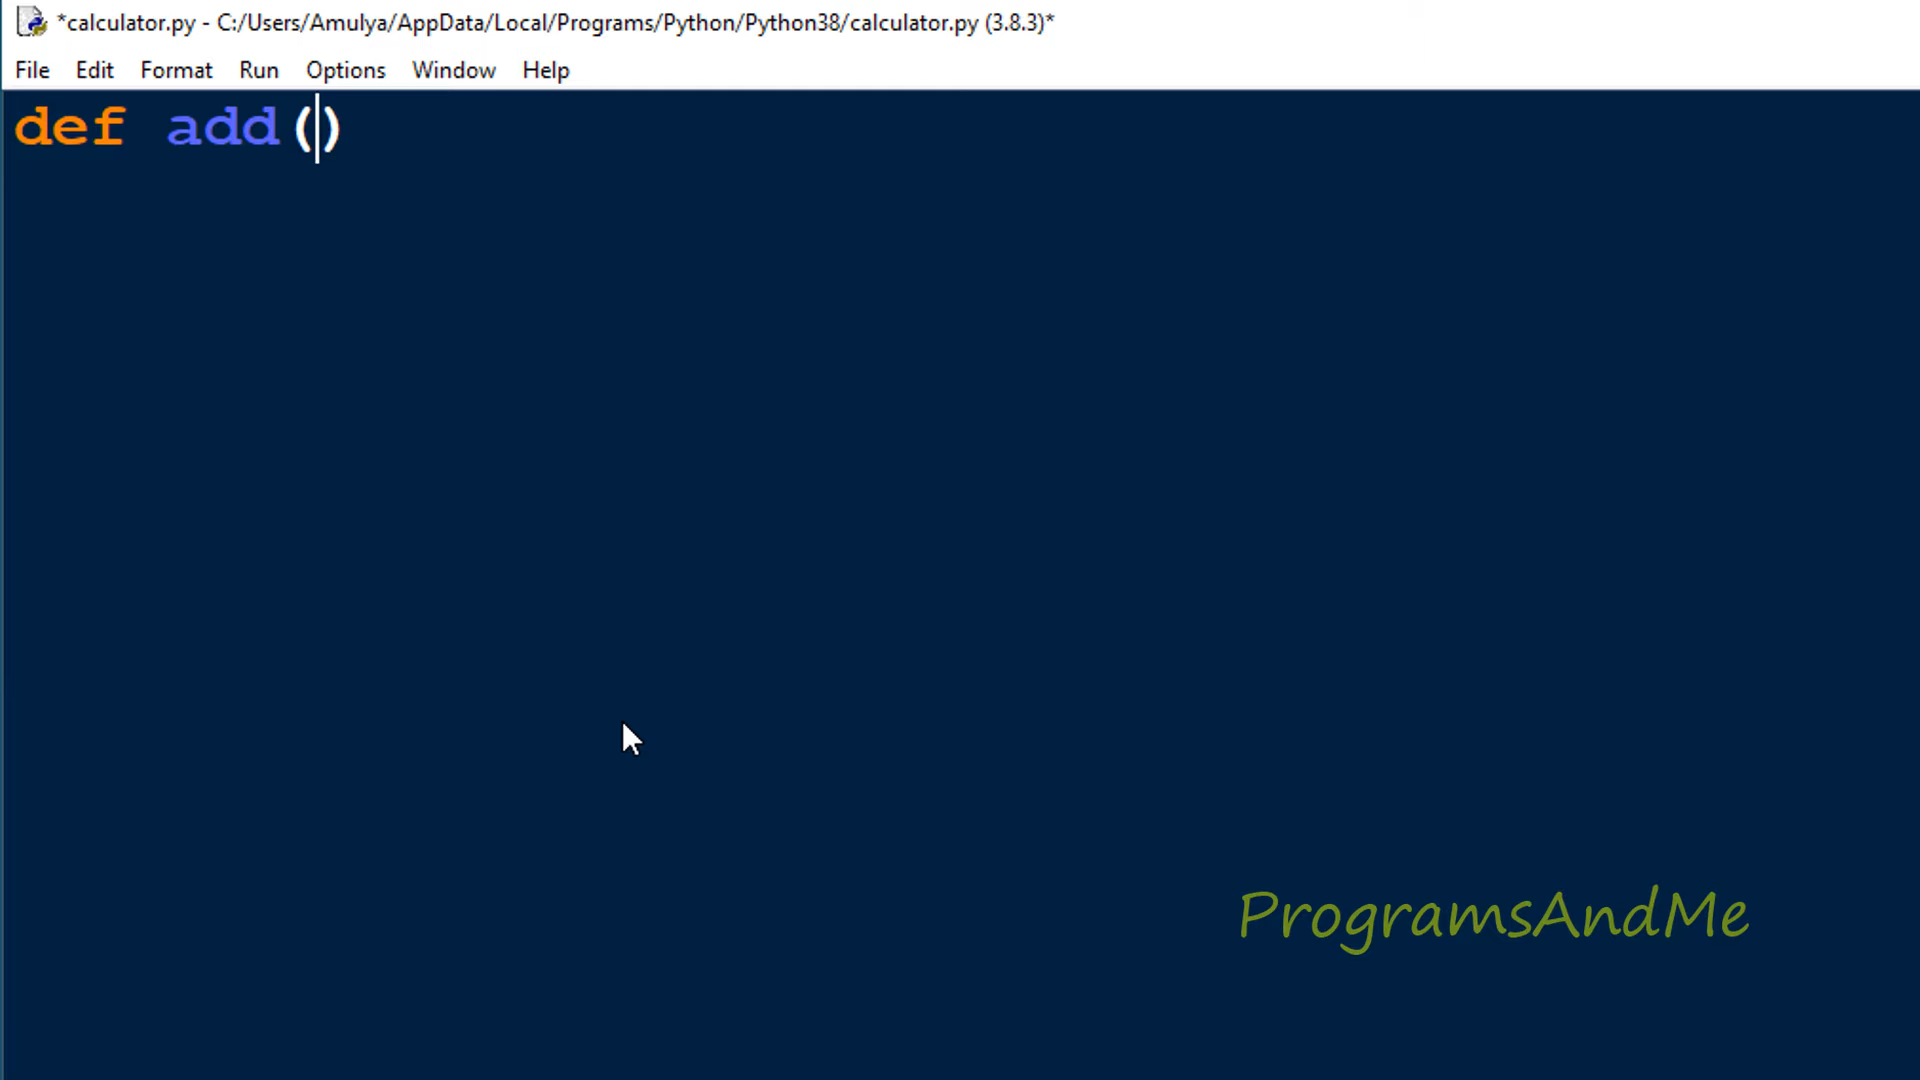 *calculator.py - C:/Users/Amulya/AppData/Local/Programs/Python/Python38/calculator.py (3.8.3)*
File Edit Format Run Options Window Help
def add()
ProgramsAndMe